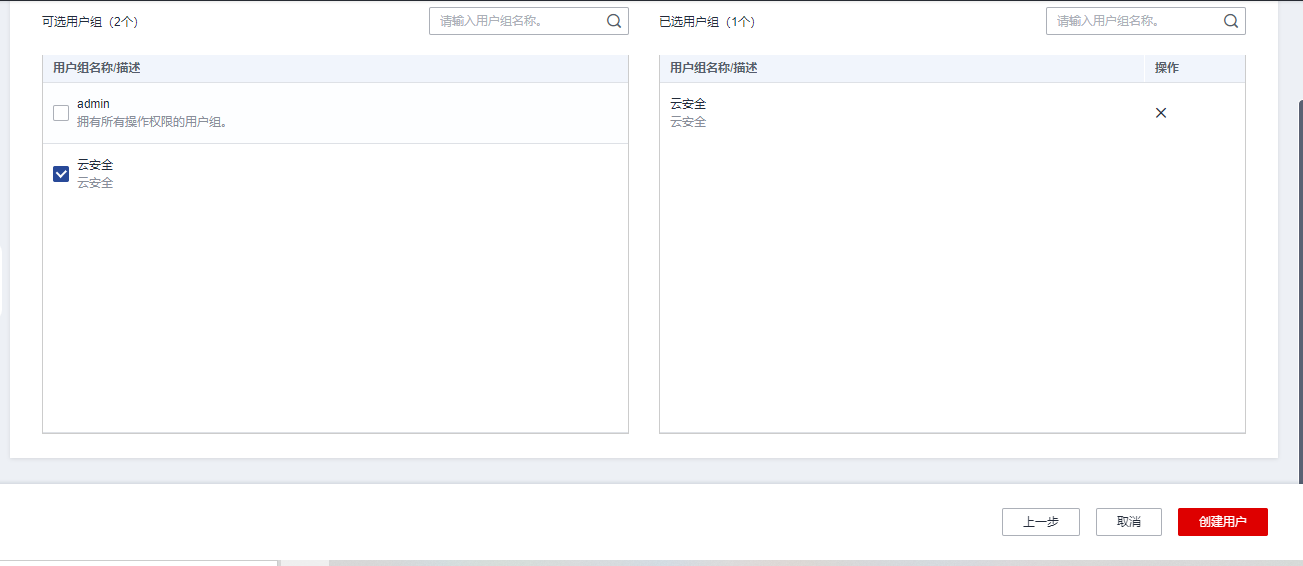 可选用户组（2个）
请输入用户组名称。
用户组名称/描述
admin
拥有所有操作权限的用户组。
云安全
云安全
已选用户组（1个）
请输入用户组名称。
用户组名称/描述
操作
云安全
云安全
上一步
取消
创建用户